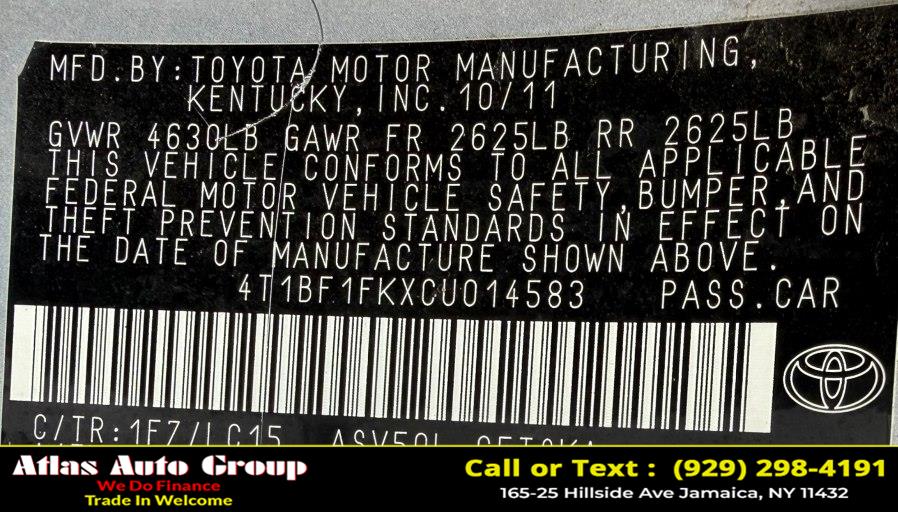 MFD.BY:TOYOTA MOTOR MANUFACTURING,
KENTUCKY,INC.10/11
GVWR 4630LB GAWR FR 2625LB RR 2625LB
THIS VEHICLE CONFORMS TO ALL APPLICABLE
FEDERAL MOTOR VEHICLE SAFETY,BUMPER,AND
THEFT PREVENTION STANDARDS IN EFFECT ON
THE DATE OF MANUFACTURE SHOWN ABOVE.
4T1BF1FKXCU014583 PASS.CAR
C/TR:1F7/LC15
Atlas Auto Group
We Do Finance
Trade In Welcome
Call or Text : (929) 298-4191
165-25 Hillside Ave Jamaica, NY 11432